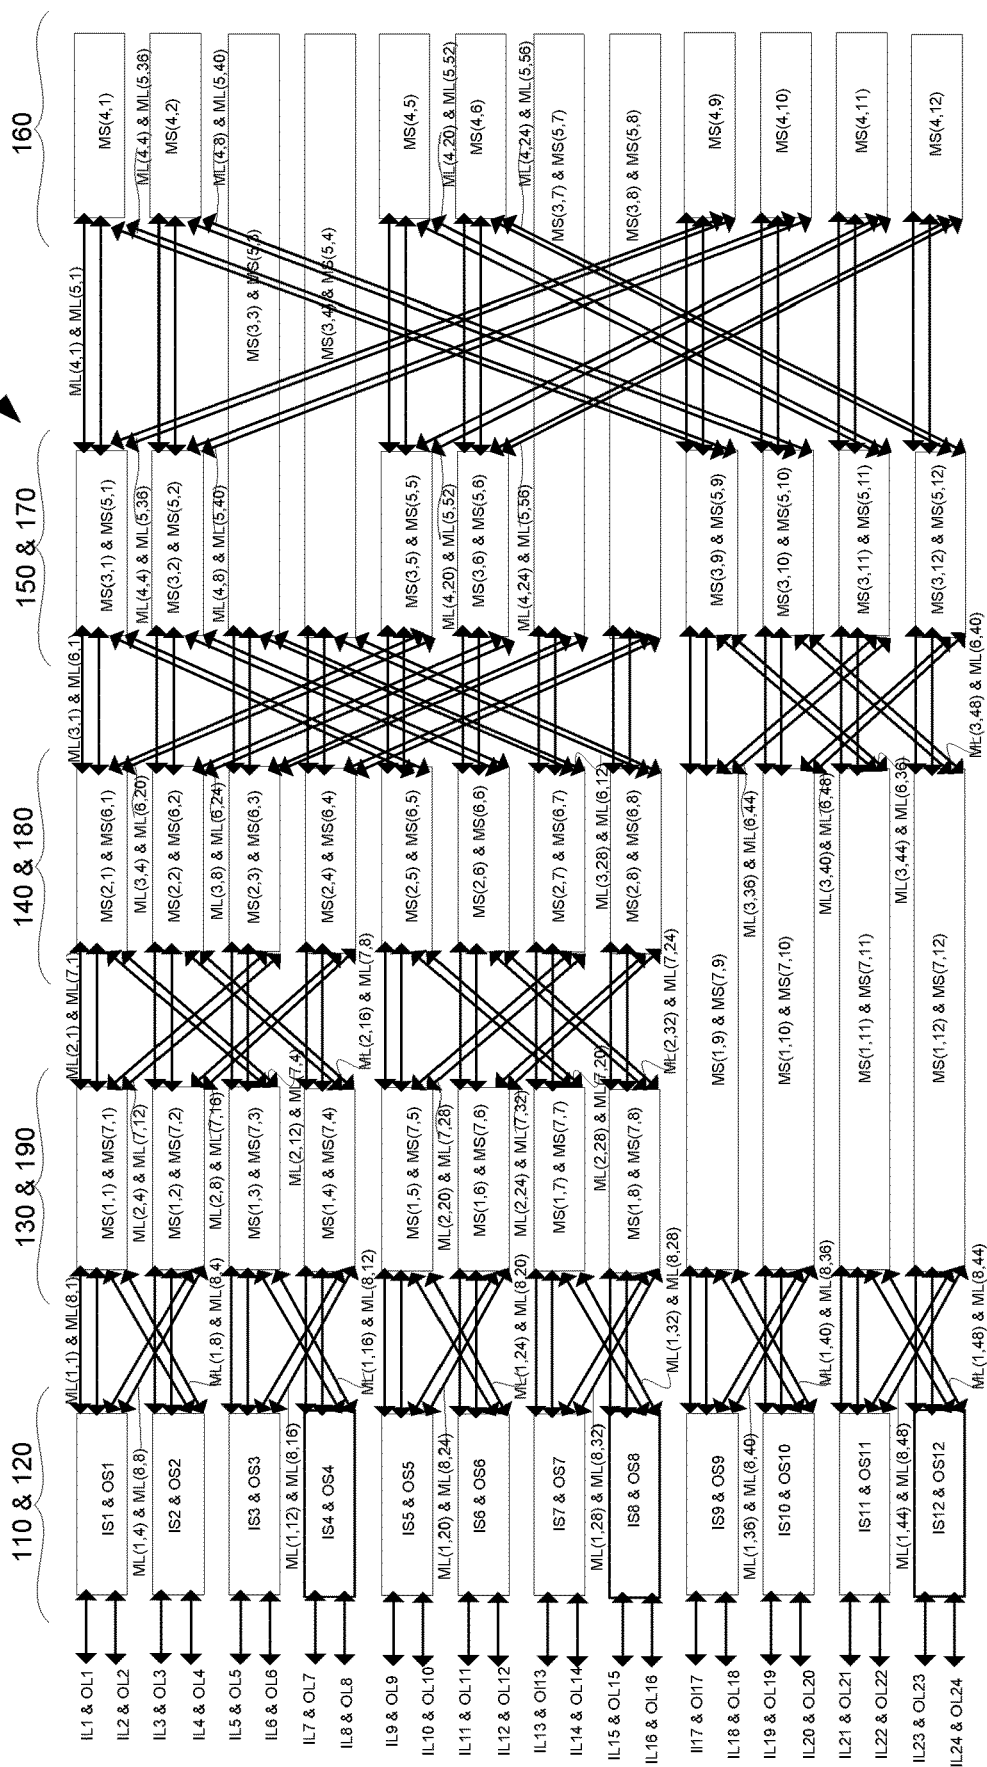 110 & 120
130 & 190
140 & 180
150 & 170
160
IL1 & OL1
ML(1,1) & ML(8,1)
ML(2,1) & ML(7,1)
ML(3,1) & ML(6,1)
ML(4,1) & ML(5,1)
IS1 & OS1
MS(1,1) & MS(7,1)
MS(2,1) & MS(6,1)
MS(3,1) & MS(5,1)
MS(4,1)
IL2 & OL2
ML(1,4) & ML(8,8)
ML(2,4) & ML(7,12)
ML(3,4) & ML(6,20)
ML(4,4) & ML(5,36)
ML(4,4) & ML(5,36)
IL3 & OL3
IS2 & OS2
MS(1,2) & MS(7,2)
MS(2,2) & MS(6,2)
MS(3,2) & MS(5,2)
MS(4,2)
IL4 & OL4
ML(1,8) & ML(8,4)
ML(2,8) & ML(7,16)
ML(3,8) & ML(6,24)
ML(4,8) & ML(5,40)
ML(4,8) & ML(5,40)
IL5 & OL5
IS3 & OS3
MS(1,3) & MS(7,3)
MS(2,3) & MS(6,3)
MS(3,3) & MS(5,3)
IL6 & OL6
ML(1,12) & ML(8,16)
ML(2,12) & ML(7,4)
IL7 & OL7
IS4 & OS4
MS(1,4) & MS(7,4)
MS(2,4) & MS(6,4)
MS(3,4) & MS(5,4)
IL8 & OL8
ML(1,16) & ML(8,12)
ML(2,16) & ML(7,8)
IL9 & OL9
IS5 & OS5
MS(1,5) & MS(7,5)
MS(2,5) & MS(6,5)
MS(3,5) & MS(5,5)
MS(4,5)
IL10 & OL10
ML(1,20) & ML(8,24)
ML(2,20) & ML(7,28)
ML(4,20) & ML(5,52)
ML(4,20) & ML(5,52)
IL11 & OL11
IS6 & OS6
MS(1,6) & MS(7,6)
MS(2,6) & MS(6,6)
MS(3,6) & MS(5,6)
MS(4,6)
IL12 & OL12
ML(1,24) & ML(8,20)
ML(2,24) & ML(7,32)
ML(4,24) & ML(5,56)
ML(4,24) & ML(5,56)
IL13 & Ol13
IS7 & OS7
MS(1,7) & MS(7,7)
MS(2,7) & MS(6,7)
MS(3,7) & MS(5,7)
IL14 & OL14
ML(1,28) & ML(8,32)
ML(2,28) & ML(7,20)
ML(3,28) & ML(6,12)
IL15 & OL15
IS8 & OS8
MS(1,8) & MS(7,8)
MS(2,8) & MS(6,8)
MS(3,8) & MS(5,8)
IL16 & OL16
ML(1,32) & ML(8,28)
ML(2,32) & ML(7,24)
Il17 & Ol17
IS9 & OS9
MS(1,9) & MS(7,9)
MS(3,9) & MS(5,9)
MS(4,9)
IL18 & OL18
ML(1,36) & ML(8,40)
ML(3,36) & ML(6,44)
IL19 & OL19
IS10 & OS10
MS(1,10) & MS(7,10)
MS(3,10) & MS(5,10)
MS(4,10)
IL20 & OL20
ML(1,40) & ML(8,36)
ML(3,40)& ML(6,48)
IL21 & OL21
IS11 & OS11
MS(1,11) & MS(7,11)
MS(3,11) & MS(5,11)
MS(4,11)
IL22 & OL22
ML(1,44) & ML(8,48)
ML(3,44) & ML(6,36)
IL23 & OL23
IS12 & OS12
MS(1,12) & MS(7,12)
MS(3,12) & MS(5,12)
MS(4,12)
IL24 & OL24
ML(1,48) & ML(8,44)
ML(3,48) & ML(6,40)